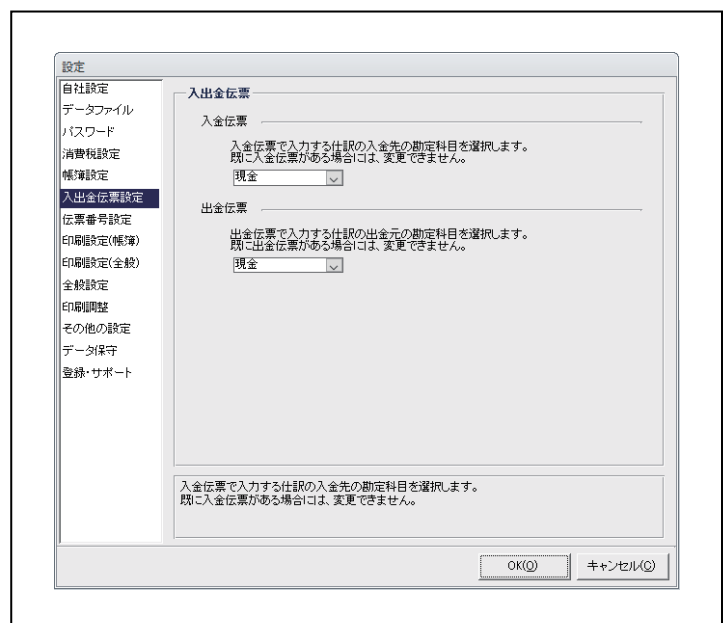 設定
自社設定
データファイル
パスワード
消費税設定
帳簿設定
入出金伝票設定
伝票番号設定
印刷設定(帳簿)
印刷設定(全般)
全般設定
印刷調整
その他の設定
データ保守
登録・サポート
入出金伝票
入金伝票
入金伝票で入力する仕訳の入金先の勘定科目を選択します。
既に入金伝票がある場合には、変更できません。
現金
出金伝票
出金伝票で入力する仕訳の出金元の勘定科目を選択します。
既に出金伝票がある場合には、変更できません。
現金
入金伝票で入力する仕訳の入金先の勘定科目を選択します。
既に入金伝票がある場合には、変更できません。
OK(O)
キャンセル(C)